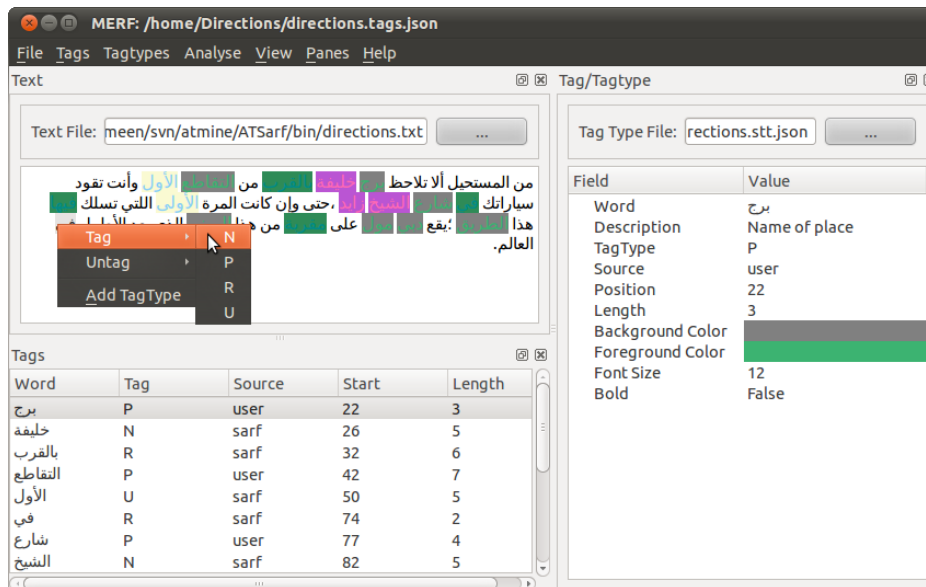 MERF: /home/Directions/directions.tags.json
File Tags Tagtypes Analyse View Panes Help
Text
Text File: meen/svn/atmine/ATSarf/bin/directions.txt ...
من المستحيل ألا تلاحظ برج خليفة بالقرب من التقاطع الأول وأنت تقود
سياراتك في شارع الشيخ زايد ،حتى وإن كانت المرة الأولى اللتي تسلك فيها
هذا الطريق ؛يقع دبي مول على مقربة من
العالم.
Tag
Untag
Add TagType
N
P
R
U
Tags
Word Tag Source Start Length
برج P user 22 3
خليفة N sarf 26 5
بالقرب R sarf 32 6
التقاطع P user 42 7
الأول U sarf 50 5
في R sarf 74 2
شارع P user 77 4
الشيخ N sarf 82 5
Tag/Tagtype
Tag Type File: rections.stt.json ...
Field Value
Word برج
Description Name of place
TagType P
Source user
Position 22
Length 3
Background Color
Foreground Color
Font Size 12
Bold False